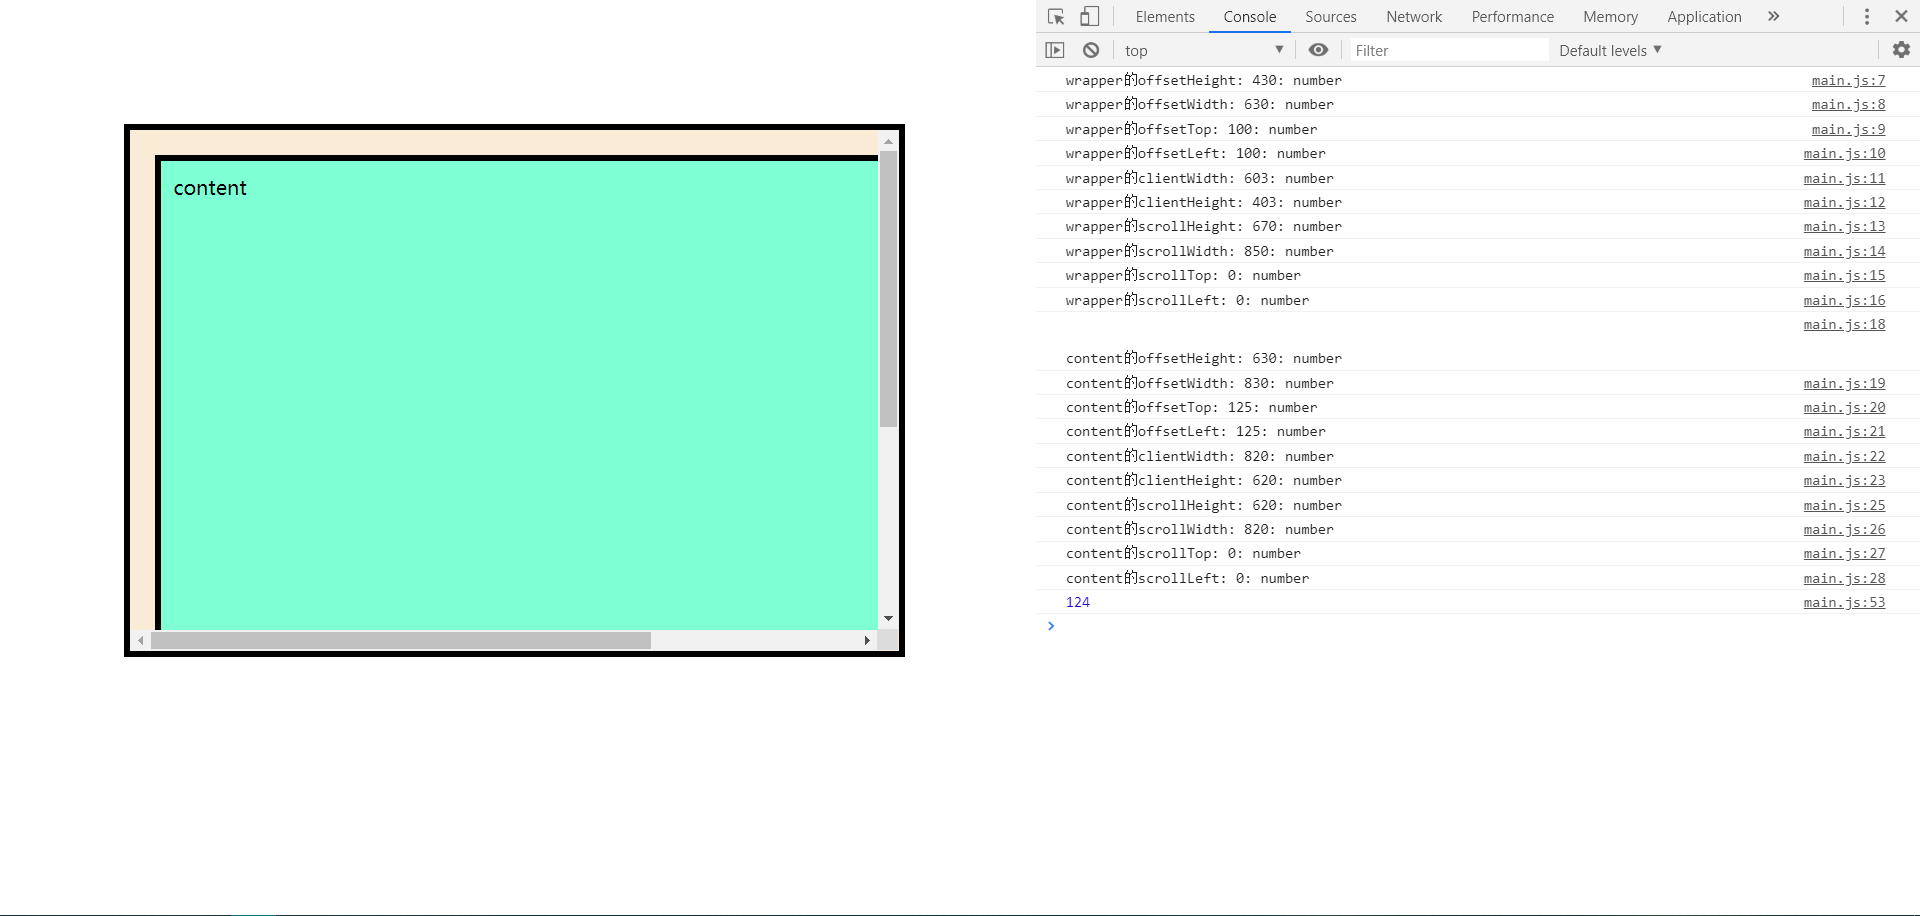 content
Elements Console Sources Network Performance Memory Application
top Filter Default levels
wrapper的offsetHeight: 430: number main.js:7
wrapper的offsetWidth: 630: number main.js:8
wrapper的offsetTop: 100: number main.js:9
wrapper的offsetLeft: 100: number main.js:10
wrapper的clientWidth: 603: number main.js:11
wrapper的clientHeight: 403: number main.js:12
wrapper的scrollHeight: 670: number main.js:13
wrapper的scrollWidth: 850: number main.js:14
wrapper的scrollTop: 0: number main.js:15
wrapper的scrollLeft: 0: number main.js:16
main.js:18
content的offsetHeight: 630: number
content的offsetWidth: 830: number main.js:19
content的offsetTop: 125: number main.js:20
content的offsetLeft: 125: number main.js:21
content的clientWidth: 820: number main.js:22
content的clientHeight: 620: number main.js:23
content的scrollHeight: 620: number main.js:25
content的scrollWidth: 820: number main.js:26
content的scrollTop: 0: number main.js:27
content的scrollLeft: 0: number main.js:28
124 main.js:53